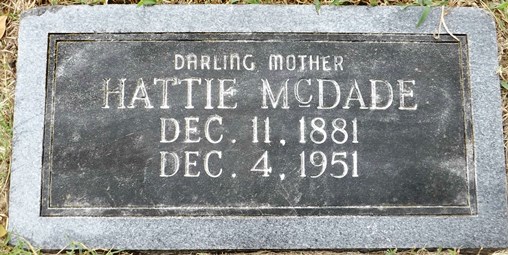 DARLING MOTHER
HATTIE McDADE
DEC. 11, 1881
DEC. 4, 1951